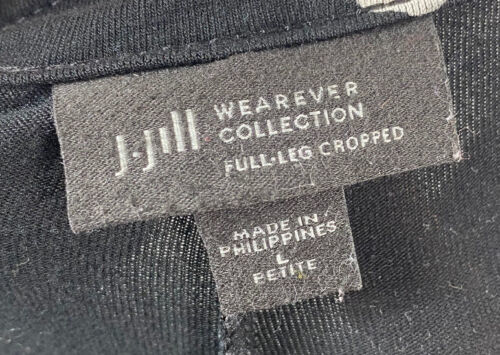 J.Jill
WEAREVER
COLLECTION
FULL-LEG CROPPED
MADE IN
PHILIPPINES
L
PETITE